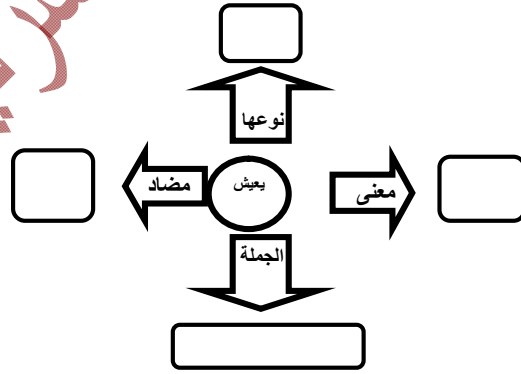 نوعها
معنى
يعيش
مضاد
الجملة